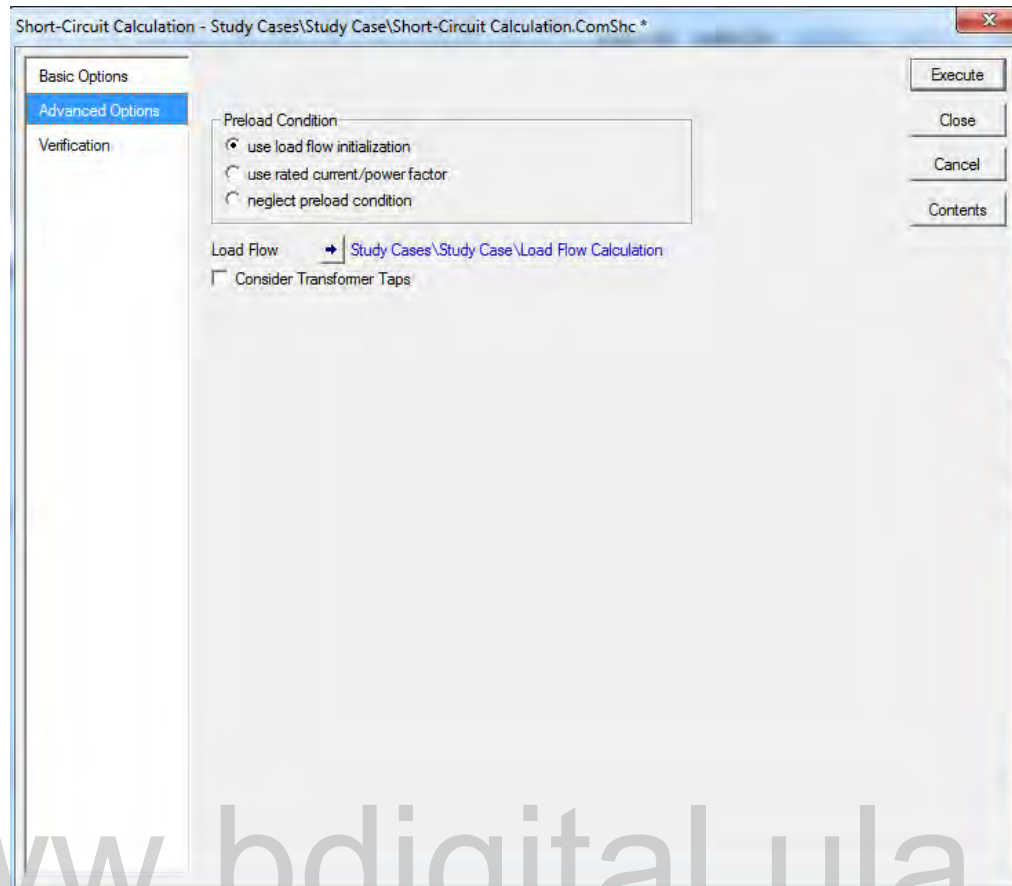 Short-Circuit Calculation - Study Cases\Study Case\Short-Circuit Calculation.ComShc *
Basic Options
Advanced Options
Verification
Preload Condition
use load flow initialization
use rated current/power factor
neglect preload condition
Load Flow Study Cases\Study Case\Load Flow Calculation
Consider Transformer Taps
Execute
Close
Cancel
Contents
bdigital.ula